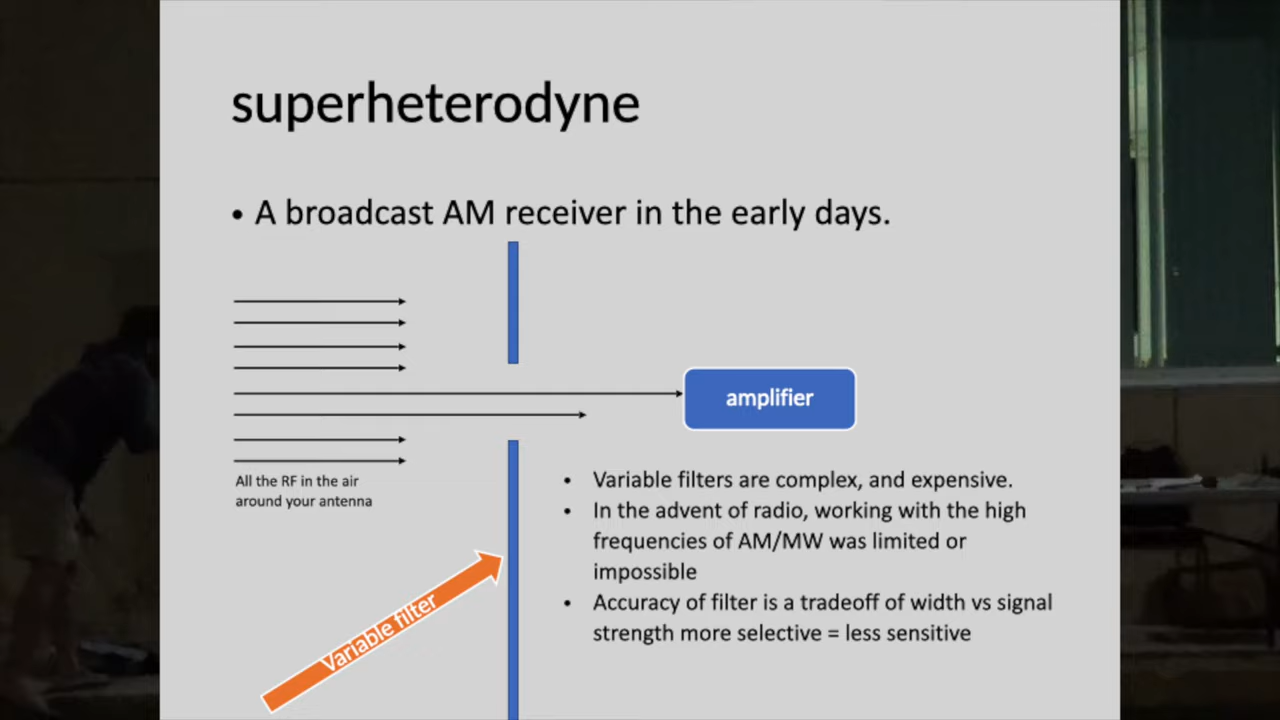 superheterodyne
• A broadcast AM receiver in the early days.
amplifier
All the RF in the air
around your antenna
Variable filter
• Variable filters are complex, and expensive.
• In the advent of radio, working with the high
frequencies of AM/MW was limited or
impossible
• Accuracy of filter is a tradeoff of width vs signal
strength more selective = less sensitive